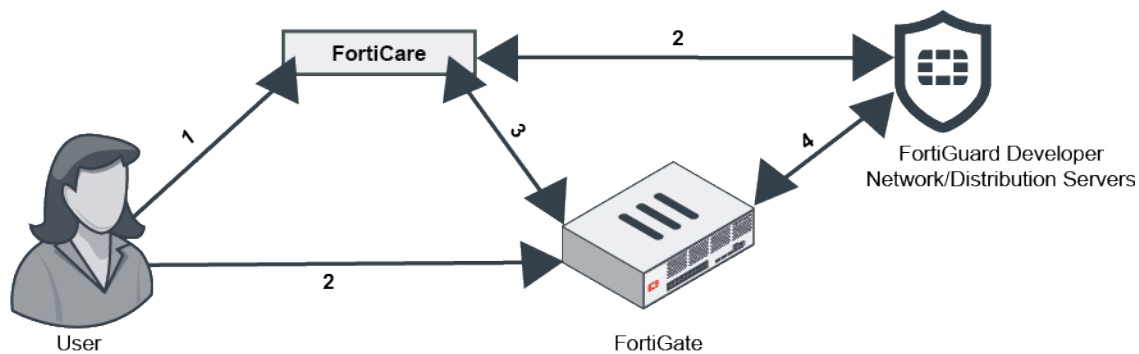 2
FortiCare
1
3
4
FortiGuard Developer
Network/Distribution Servers
2
User
FortiGate